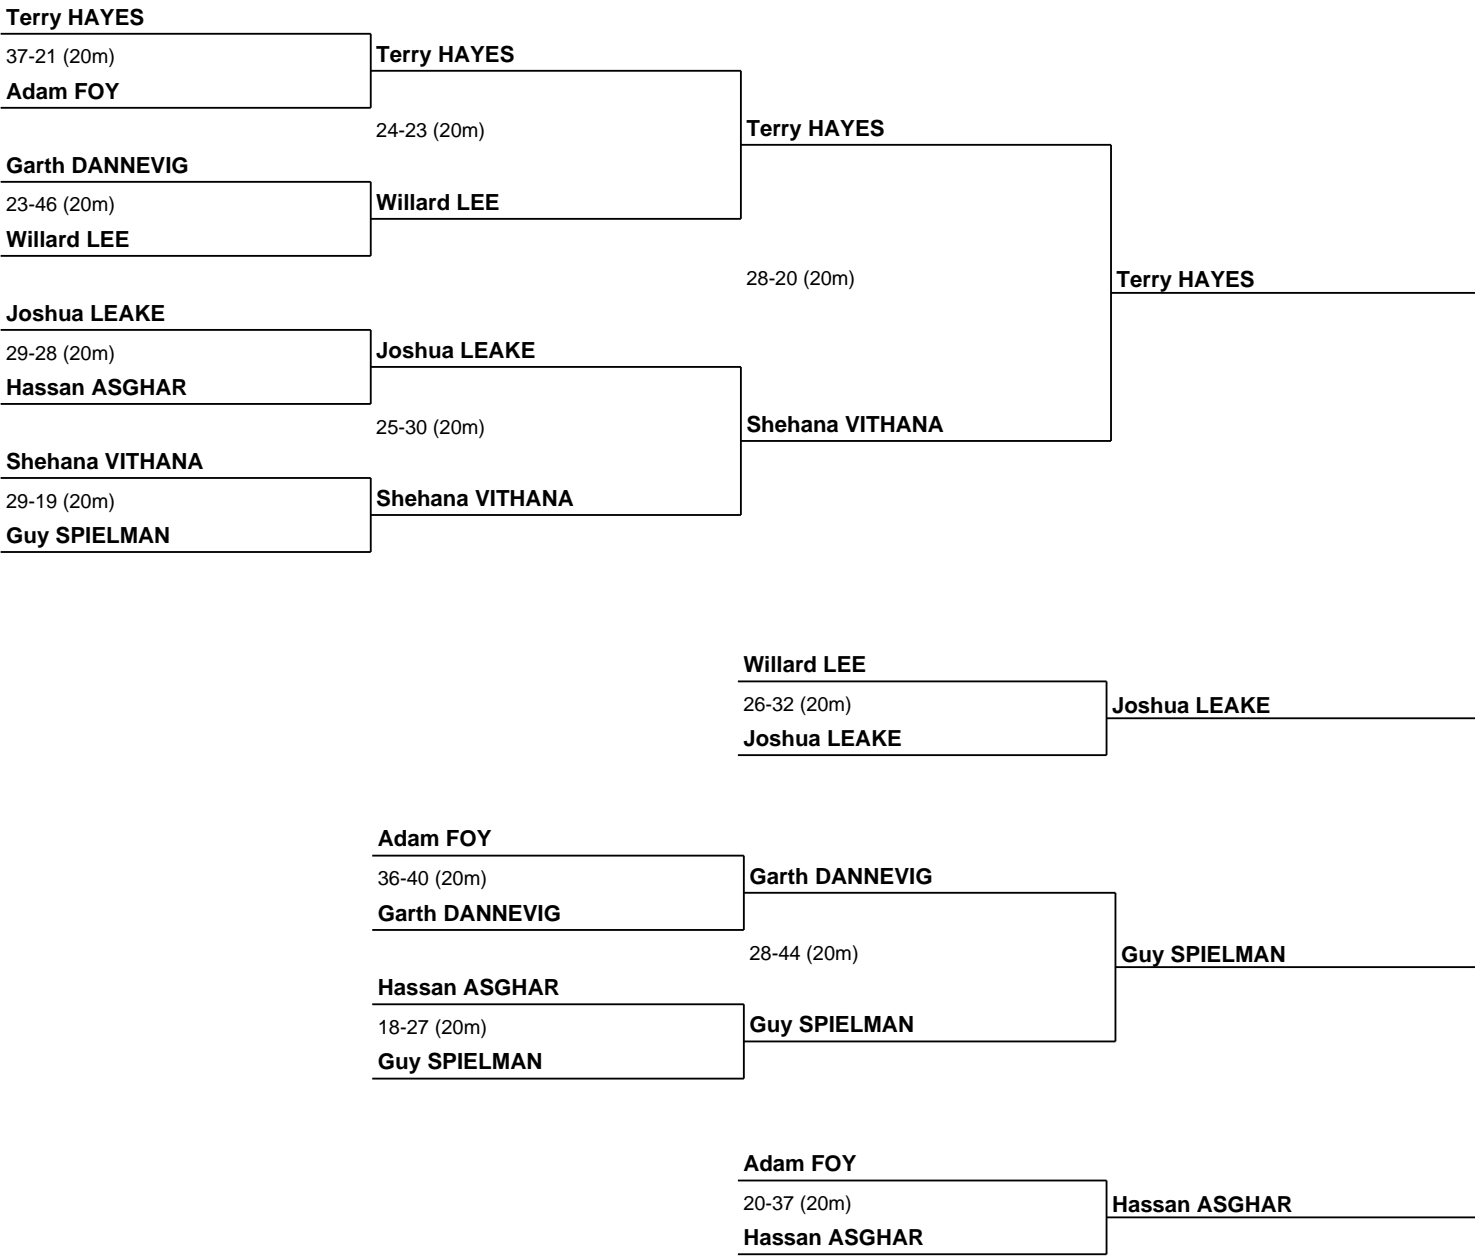 Terry HAYES
37-21 (20m)
Adam FOY
Terry HAYES
24-23 (20m)
Garth DANNEVIG
23-46 (20m)
Willard LEE
Willard LEE
Terry HAYES
28-20 (20m)
Terry HAYES
Joshua LEAKE
29-28 (20m)
Hassan ASGHAR
Joshua LEAKE
25-30 (20m)
Shehana VITHANA
29-19 (20m)
Guy SPIELMAN
Shehana VITHANA
Shehana VITHANA
Willard LEE
26-32 (20m)
Joshua LEAKE
Joshua LEAKE
Adam FOY
36-40 (20m)
Garth DANNEVIG
Garth DANNEVIG
28-44 (20m)
Guy SPIELMAN
Hassan ASGHAR
18-27 (20m)
Guy SPIELMAN
Guy SPIELMAN
Adam FOY
20-37 (20m)
Hassan ASGHAR
Hassan ASGHAR